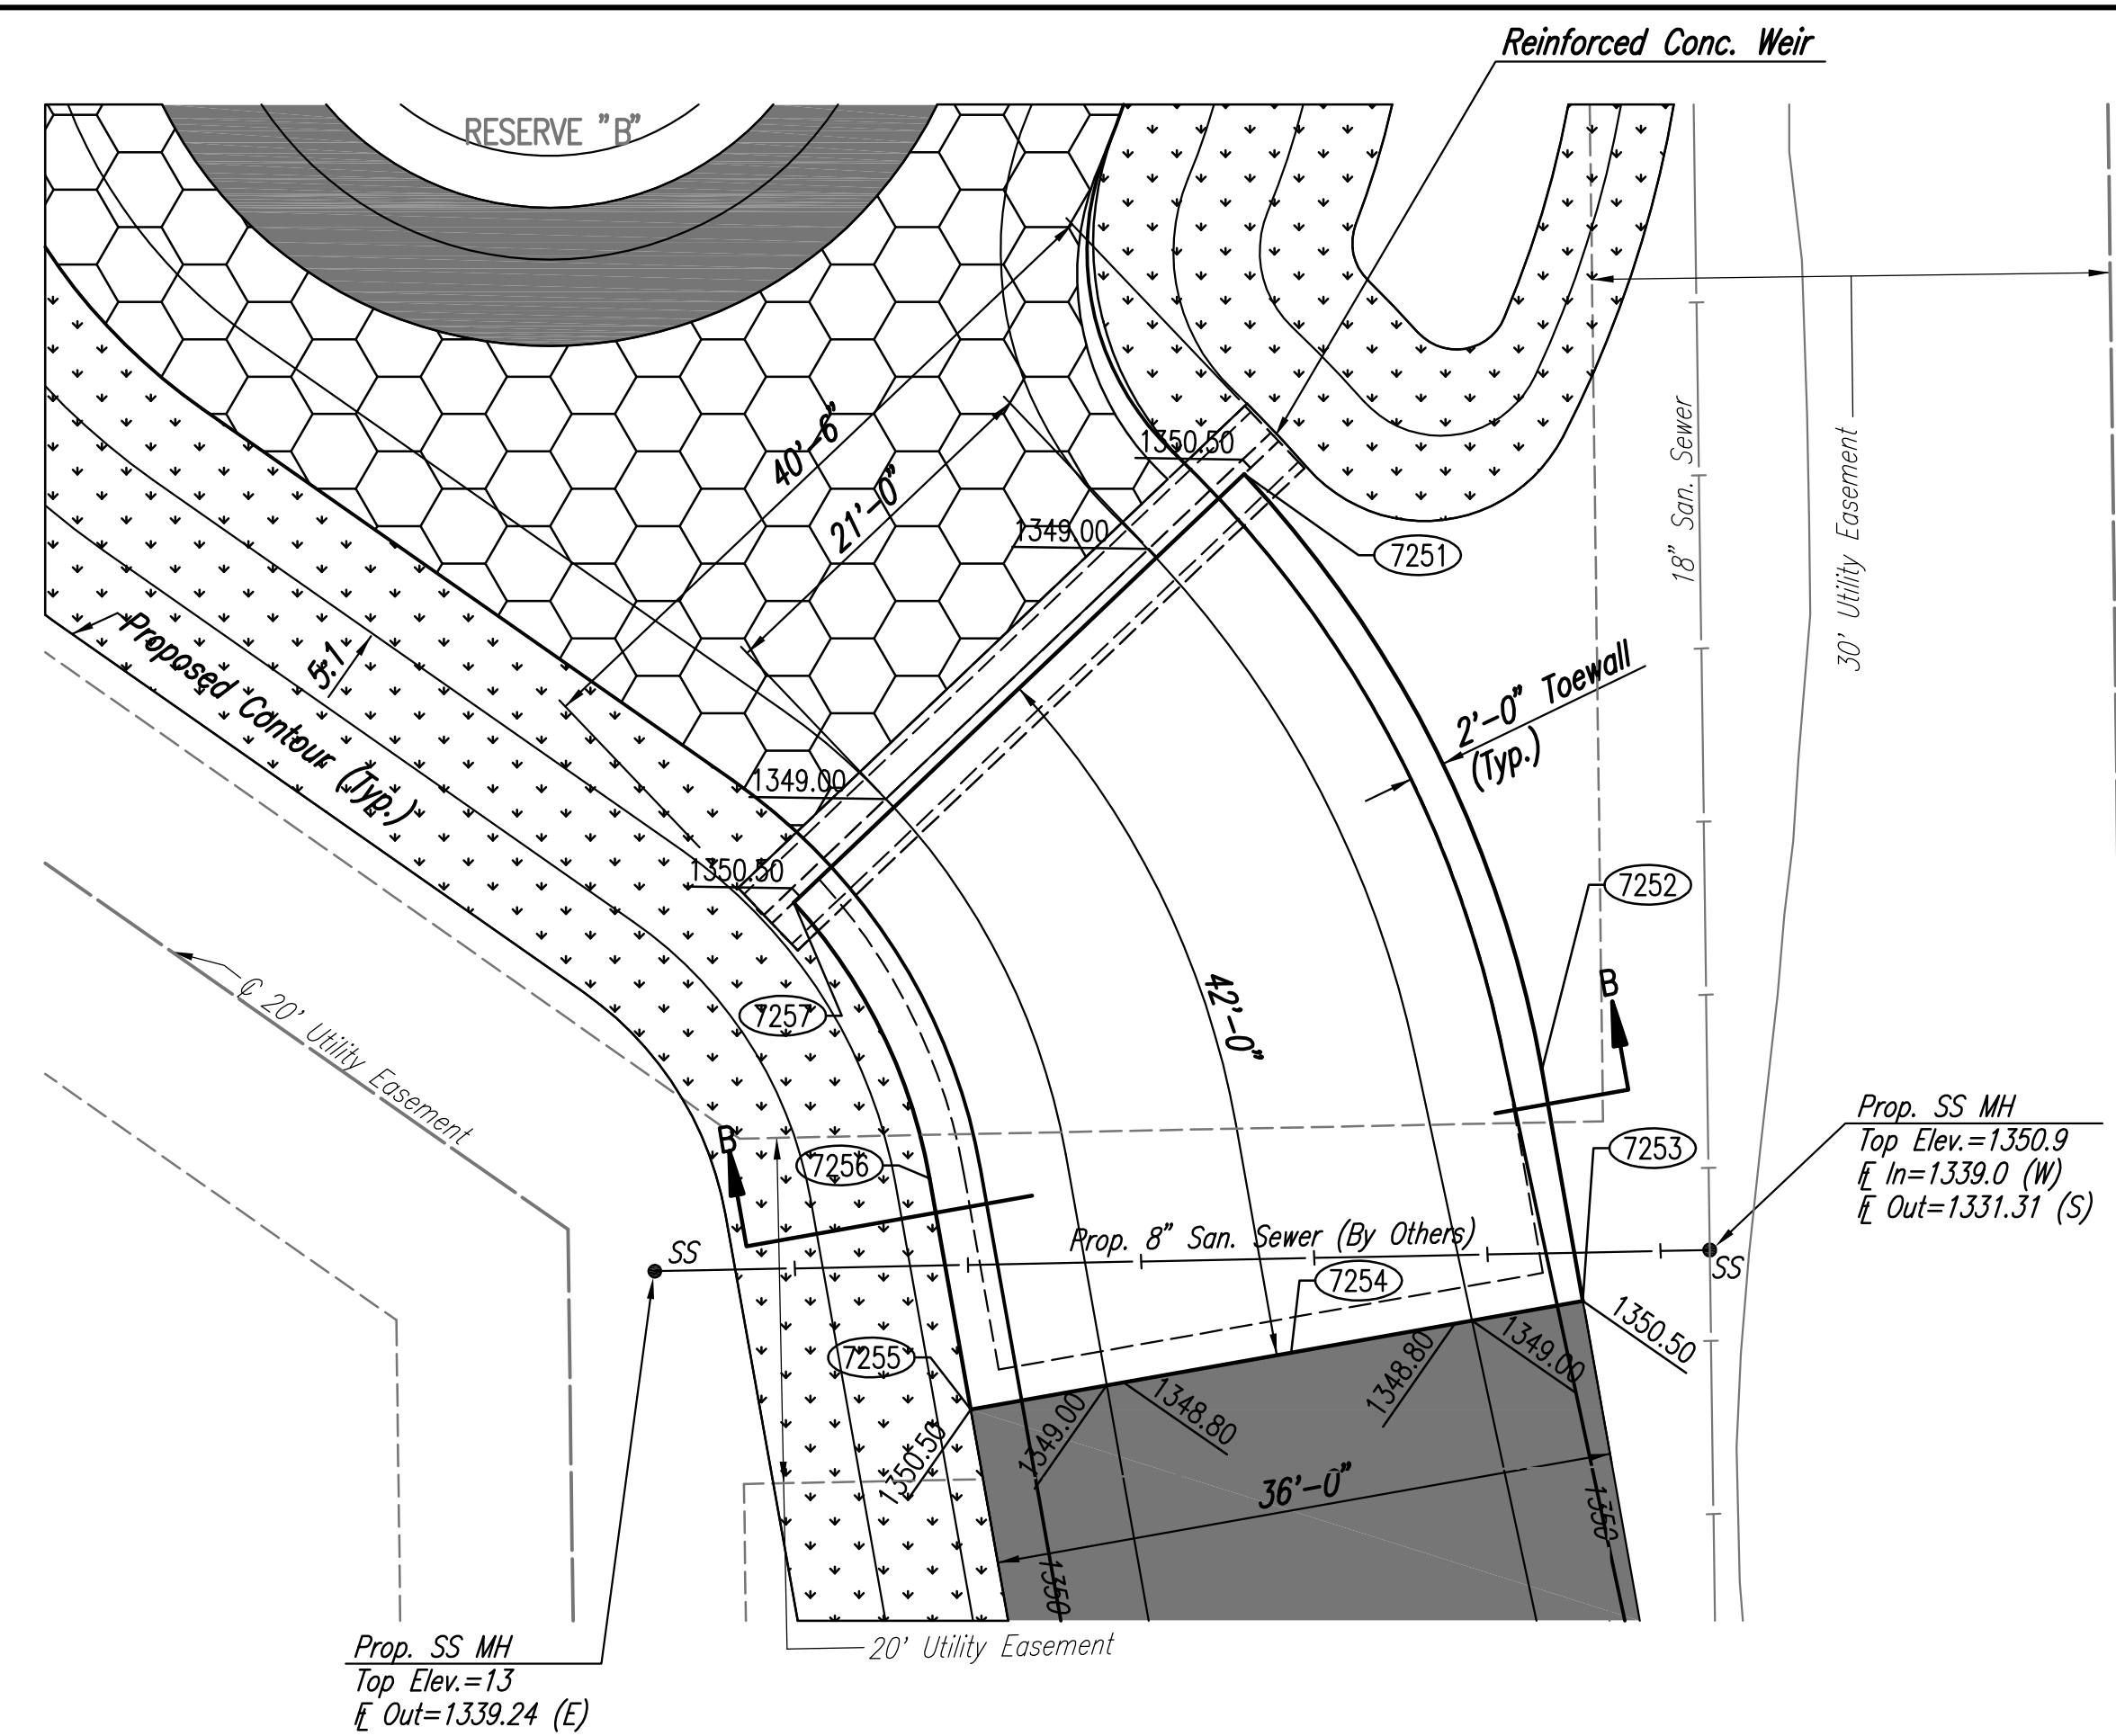 Reinforced Conc. Weir
RESERVE "B"
40'-6"
21'-0"
1350.50
1349.00
7251
18" San. Sewer
30' Utility Easement
Proposed Contour (Typ.)
5:1
2'-0" Toewall
(Typ.)
1349.00
1350.50
7252
7257
42'-0"
B
℄ 20' Utility Easement
B
7256
7253
Prop. SS MH
Top Elev.=1350.9
FL In=1339.0 (W)
FL Out=1331.31 (S)
SS
Prop. 8" San. Sewer (By Others)
SS
7254
7255
1350.50
1349.00
1348.80
1348.80
1349.00
1350.50
36'-0"
1350
1350
20' Utility Easement
Prop. SS MH
Top Elev.=13
FL Out=1339.24 (E)